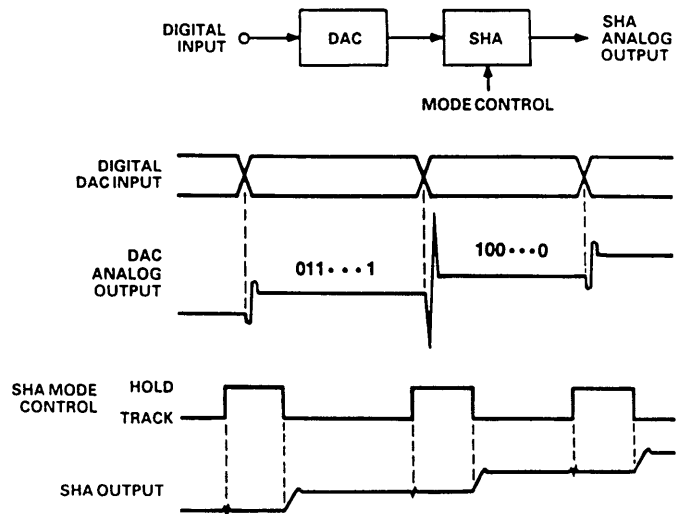 DIGITAL
INPUT
DAC
SHA
SHA
ANALOG
OUTPUT
MODE CONTROL
DIGITAL
DAC INPUT
DAC
ANALOG
OUTPUT
011 • • • 1
100 • • • 0
SHA MODE
CONTROL
HOLD
TRACK
SHA OUTPUT